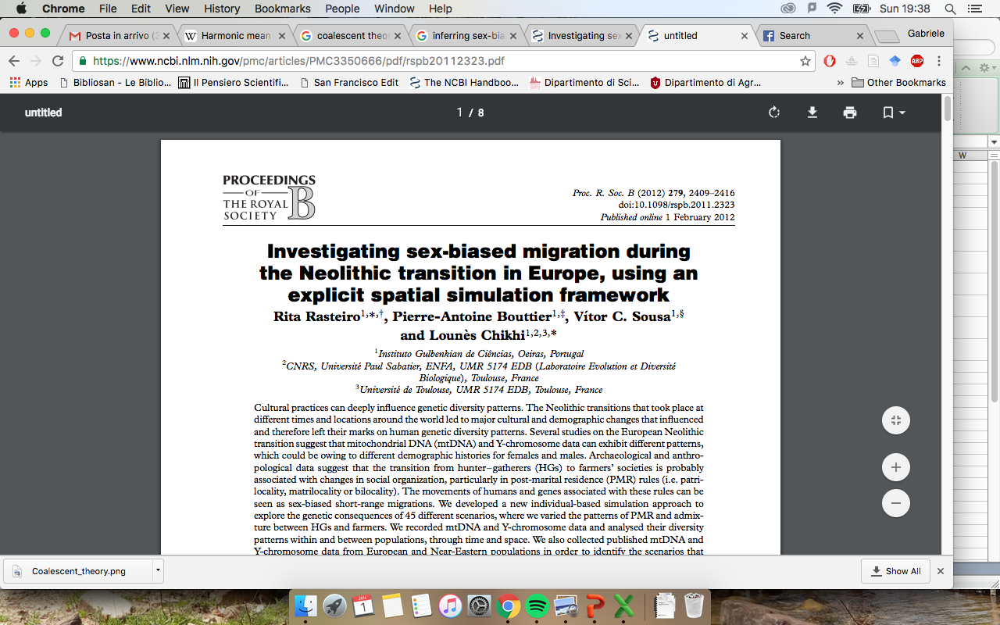 Chrome File Edit View History Bookmarks People Window Help Sun 19:38
Posta in arrivo (3 Harmonic mean coalescent theor inferring sex-bia Investigating sex untitled Search Gabriele
https://www.ncbi.nlm.nih.gov/pmc/articles/PMC3350666/pdf/rspb20112323.pdf ABP
Apps Bibliosan - Le Biblio... Il Pensiero Scientifi... San Francisco Edit The NCBI Handboo... Dipartimento di Sci... Dipartimento di Agr... » Other Bookmarks
untitled 1 / 8
W
PROCEEDINGS
OF
THE ROYAL
SOCIETY
B
Proc. R. Soc. B (2012) 279, 2409–2416
doi:10.1098/rspb.2011.2323
Published online 1 February 2012
Investigating sex-biased migration during
the Neolithic transition in Europe, using an
explicit spatial simulation framework
Rita Rasteiro1,*,†, Pierre-Antoine Bouttier1,‡, Vítor C. Sousa1,§
and Lounès Chikhi1,2,3,*
1Instituto Gulbenkian de Ciências, Oeiras, Portugal
2CNRS, Université Paul Sabatier, ENFA, UMR 5174 EDB (Laboratoire Evolution et Diversité
Biologique), Toulouse, France
3Université de Toulouse, UMR 5174 EDB, Toulouse, France
Cultural practices can deeply influence genetic diversity patterns. The Neolithic transitions that took place at
different times and locations around the world led to major cultural and demographic changes that influenced
and therefore left their marks on human genetic diversity patterns. Several studies on the European Neolithic
transition suggest that mitochondrial DNA (mtDNA) and Y-chromosome data can exhibit different patterns,
which could be owing to different demographic histories for females and males. Archaeological and anthro-
pological data suggest that the transition from hunter–gatherers (HGs) to farmers' societies is probably
associated with changes in social organization, particularly in post-marital residence (PMR) rules (i.e. patri-
locality, matrilocality or bilocality). The movements of humans and genes associated with these rules can be
seen as sex-biased short-range migrations. We developed a new individual-based simulation approach to
explore the genetic consequences of 45 different scenarios, where we varied the patterns of PMR and admix-
ture between HGs and farmers. We recorded mtDNA and Y-chromosome data and analysed their diversity
patterns within and between populations, through time and space. We also collected published mtDNA and
Y-chromosome data from European and Near-Eastern populations in order to identify the scenarios that
Coalescent_theory.png Show All
JAN
1